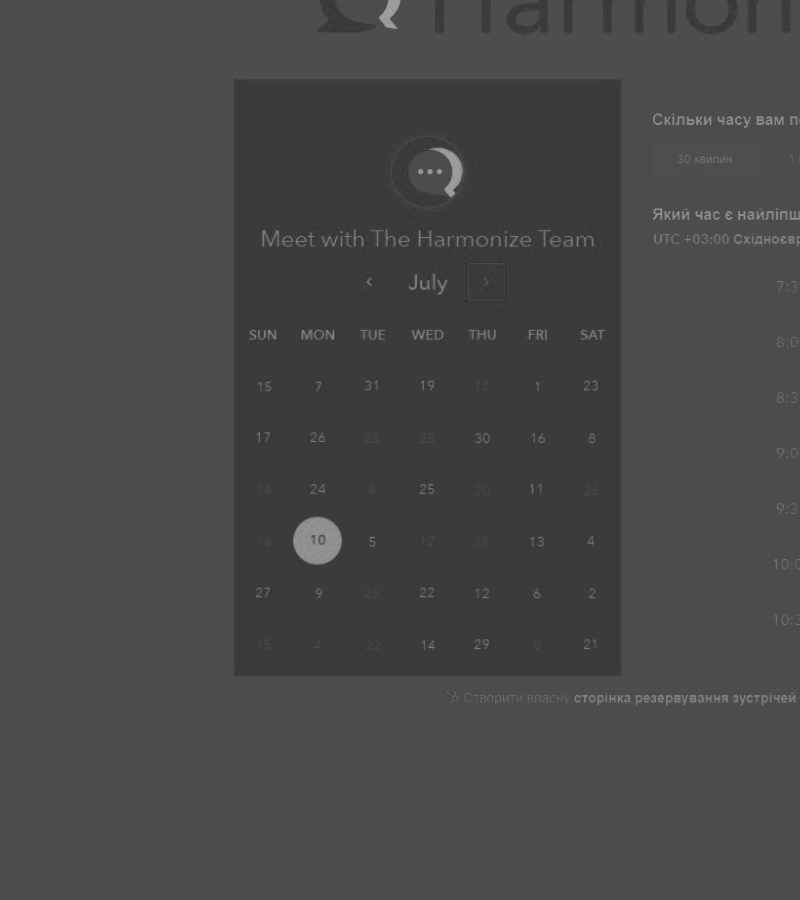 Harmon
Meet with The Harmonize Team
July
SUN MON TUE WED THU FRI SAT
15 7 31 19 12 1 23
17 26 25 28 30 16 8
14 24 4 25 20 11 26
16 10 5 12 25 13 4
27 9 25 22 12 6 2
15 4 22 14 29 8 21
Скільки часу вам п
30 хвилин 1
Який час є найліпш
UTC +03:00 Східноєвр
7:3
8:0
8:3
9:0
9:3
10:0
10:3
Створити власну сторінка резервування зустрічей